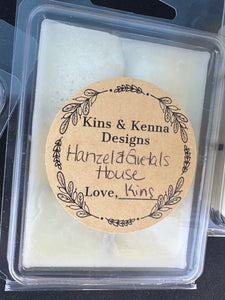 Kins & Kenna
Designs
Hanzel & Gretals
House
Love, Kins